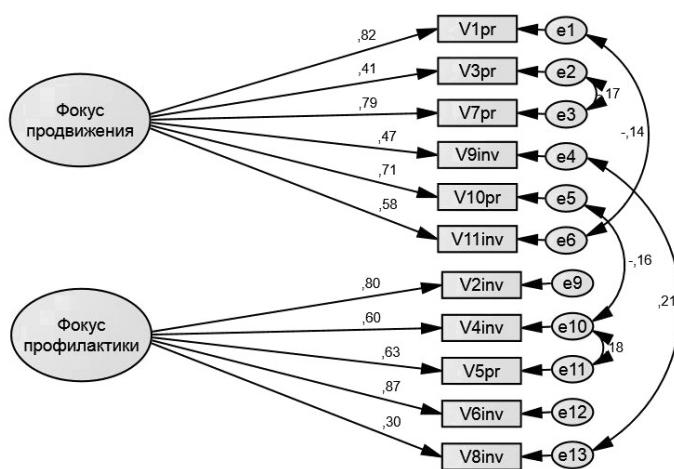 ,82
V1pr
e1
,41
V3pr
e2
,17
,79
V7pr
e3
Фокус
продвижения
-,14
,47
V9inv
e4
,71
V10pr
e5
,58
V11inv
e6
-,16
,80
V2inv
e9
,21
Фокус
профилактики
,60
V4inv
e10
,18
,63
V5pr
e11
,87
V6inv
e12
,30
V8inv
e13